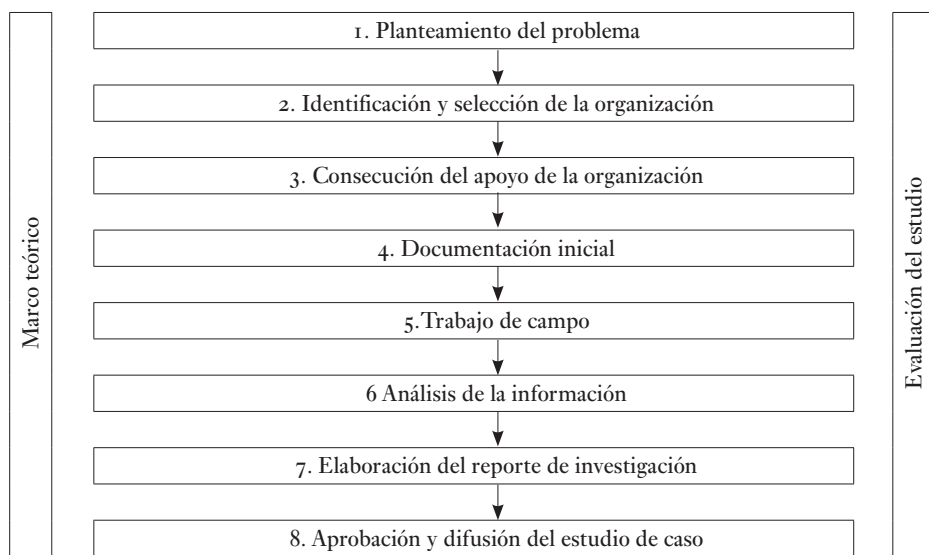 Marco teórico
1. Planteamiento del problema
2. Identificación y selección de la organización
3. Consecución del apoyo de la organización
4. Documentación inicial
5.Trabajo de campo
6 Análisis de la información
7. Elaboración del reporte de investigación
8. Aprobación y difusión del estudio de caso
Evaluación del estudio